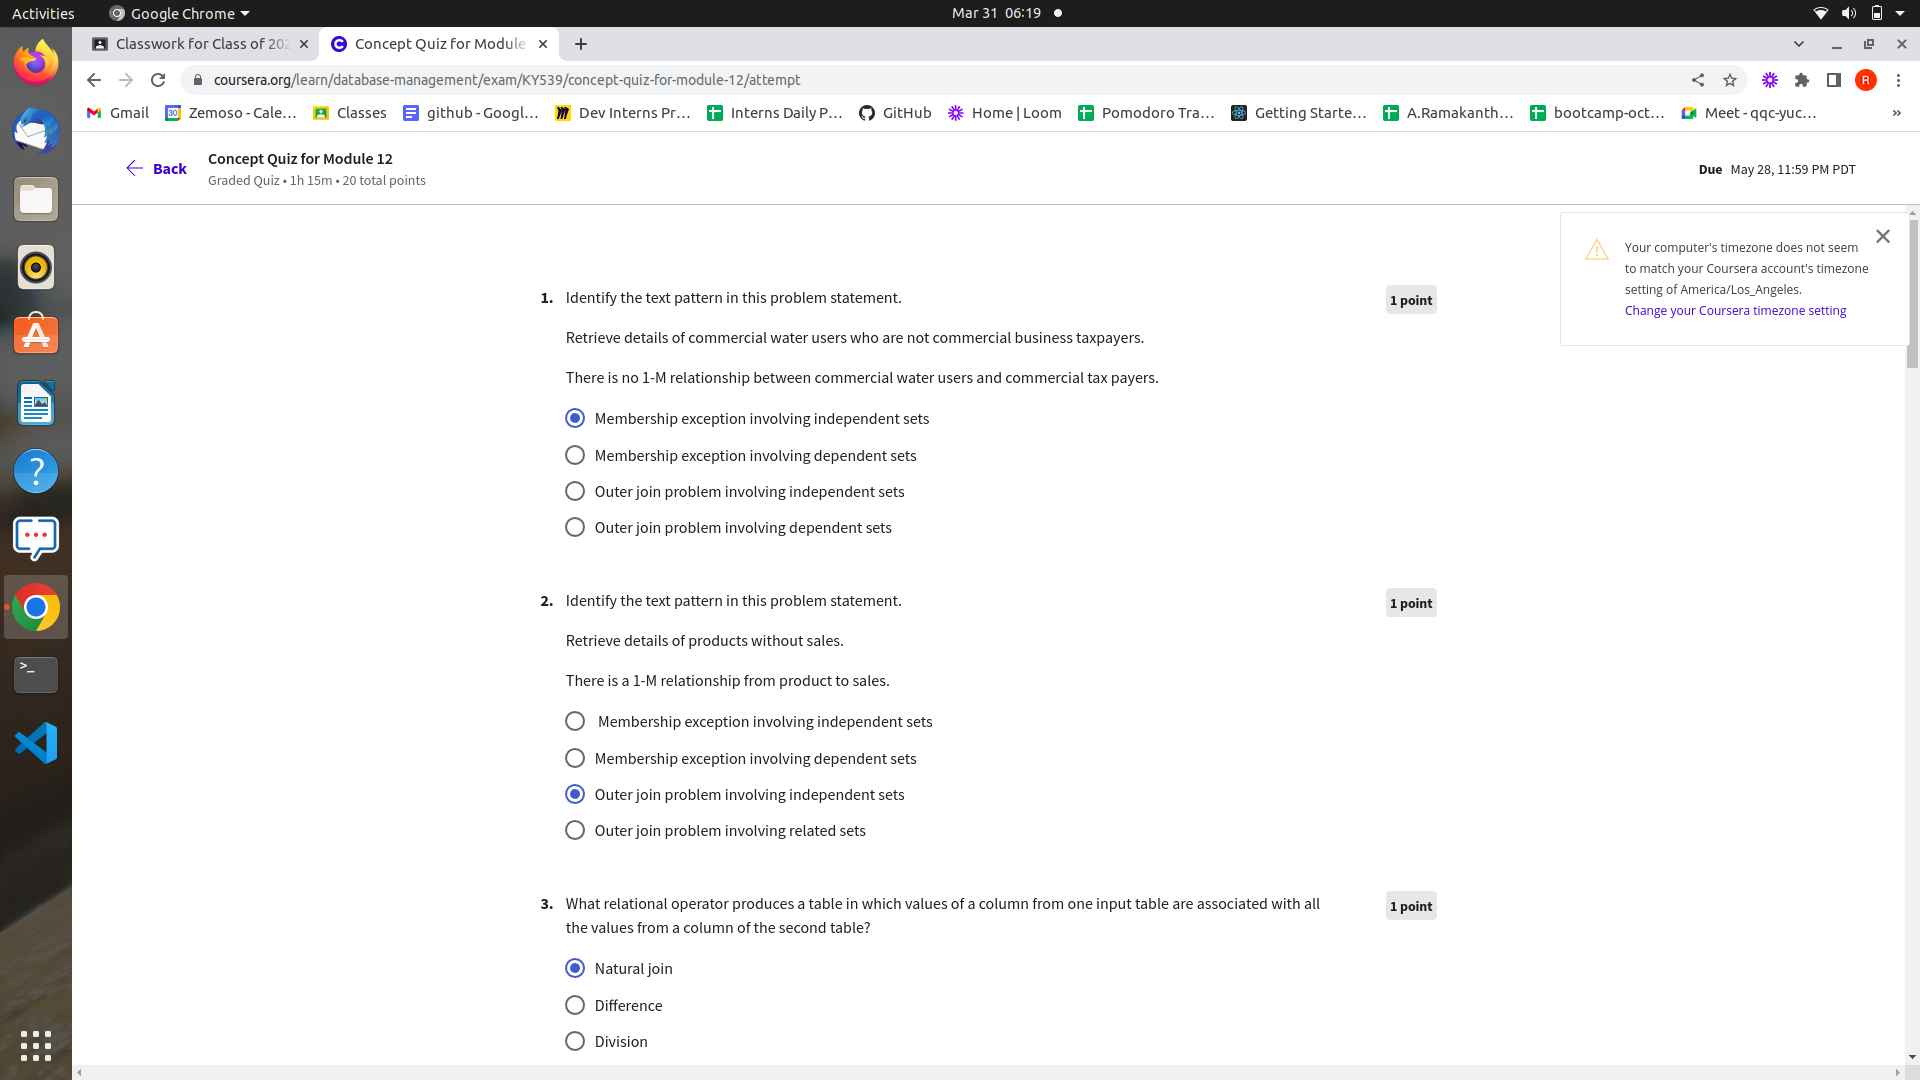 Activities
Google Chrome
Mar 31 06:19
Classwork for Class of 202
Concept Quiz for Module
coursera.org/learn/database-management/exam/KY539/concept-quiz-for-module-12/attempt
R
Gmail
30
Zemoso - Cale...
Classes
github - Googl...
Dev Interns Pr...
Interns Daily P...
GitHub
Home | Loom
Pomodoro Tra...
Getting Starte...
A.Ramakanth...
bootcamp-oct...
Meet - qqc-yuc...
»
Back
Concept Quiz for Module 12
Graded Quiz • 1h 15m • 20 total points
Due May 28, 11:59 PM PDT
Your computer's timezone does not seem
to match your Coursera account's timezone
setting of America/Los_Angeles.
Change your Coursera timezone setting
1. Identify the text pattern in this problem statement.
1 point
Retrieve details of commercial water users who are not commercial business taxpayers.
There is no 1-M relationship between commercial water users and commercial tax payers.
Membership exception involving independent sets
Membership exception involving dependent sets
Outer join problem involving independent sets
Outer join problem involving dependent sets
2. Identify the text pattern in this problem statement.
1 point
Retrieve details of products without sales.
There is a 1-M relationship from product to sales.
Membership exception involving independent sets
Membership exception involving dependent sets
Outer join problem involving independent sets
Outer join problem involving related sets
3. What relational operator produces a table in which values of a column from one input table are associated with all
the values from a column of the second table?
1 point
Natural join
Difference
Division